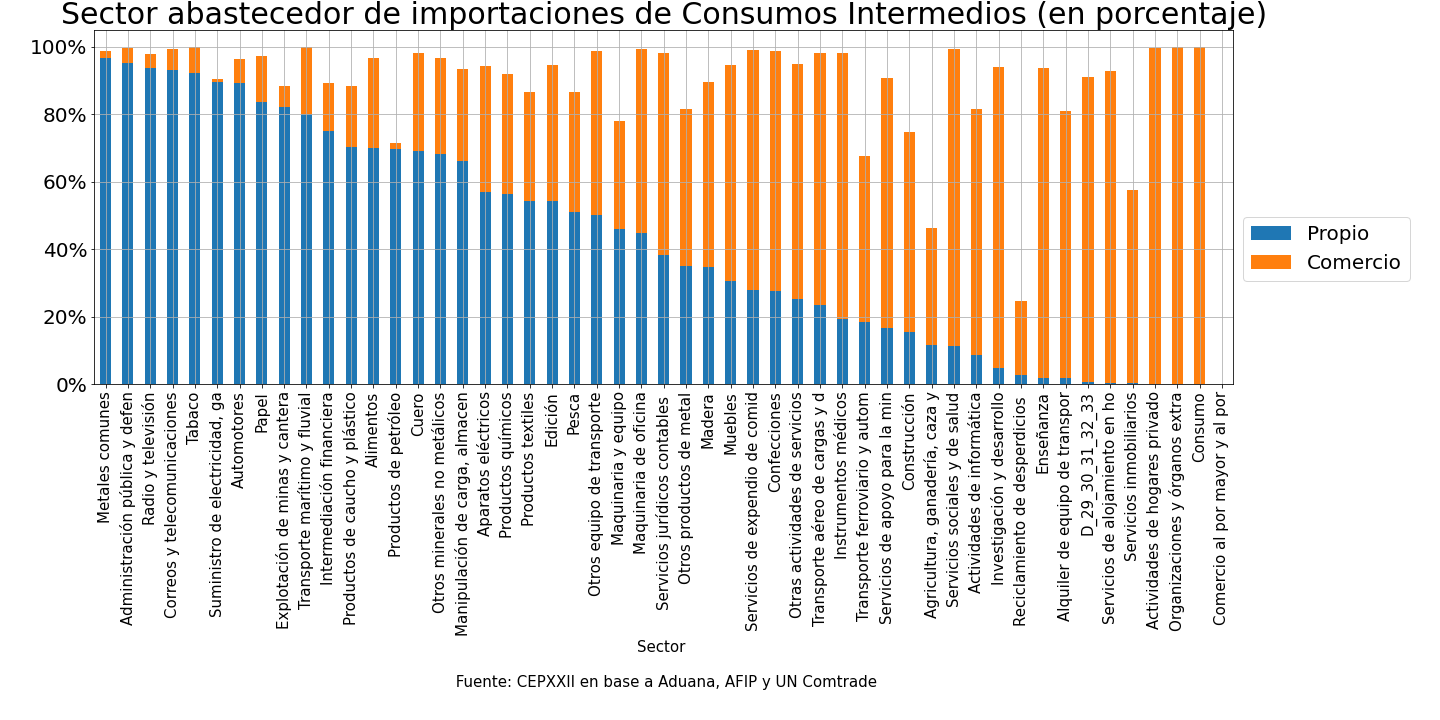 Sector abastecedor de importaciones de Consumos Intermedios (en porcentaje)
100%
80%
60%
40%
20%
0%
Propio
Comercio
Metales comunes
Administración pública y defen
Radio y televisión
Correos y telecomunicaciones
Tabaco
Suministro de electricidad, ga
Automotores
Papel
Explotación de minas y cantera
Transporte marítimo y fluvial
Intermediación financiera
Productos de caucho y plástico
Alimentos
Productos de petróleo
Cuero
Otros minerales no metálicos
Manipulación de carga, almacen
Aparatos eléctricos
Productos químicos
Productos textiles
Edición
Pesca
Otros equipo de transporte
Maquinaria y equipo
Maquinaria de oficina
Servicios jurídicos contables
Otros productos de metal
Madera
Muebles
Servicios de expendio de comid
Confecciones
Otras actividades de servicios
Transporte aéreo de cargas y d
Instrumentos médicos
Transporte ferroviario y autom
Servicios de apoyo para la min
Construcción
Agricultura, ganadería, caza y
Servicios sociales y de salud
Actividades de informática
Investigación y desarrollo
Reciclamiento de desperdicios
Enseñanza
Alquiler de equipo de transpor
D_29_30_31_32_33
Servicios de alojamiento en ho
Servicios inmobiliarios
Actividades de hogares privado
Organizaciones y órganos extra
Consumo
Comercio al por mayor y al por
Sector
Fuente: CEPXXII en base a Aduana, AFIP y UN Comtrade